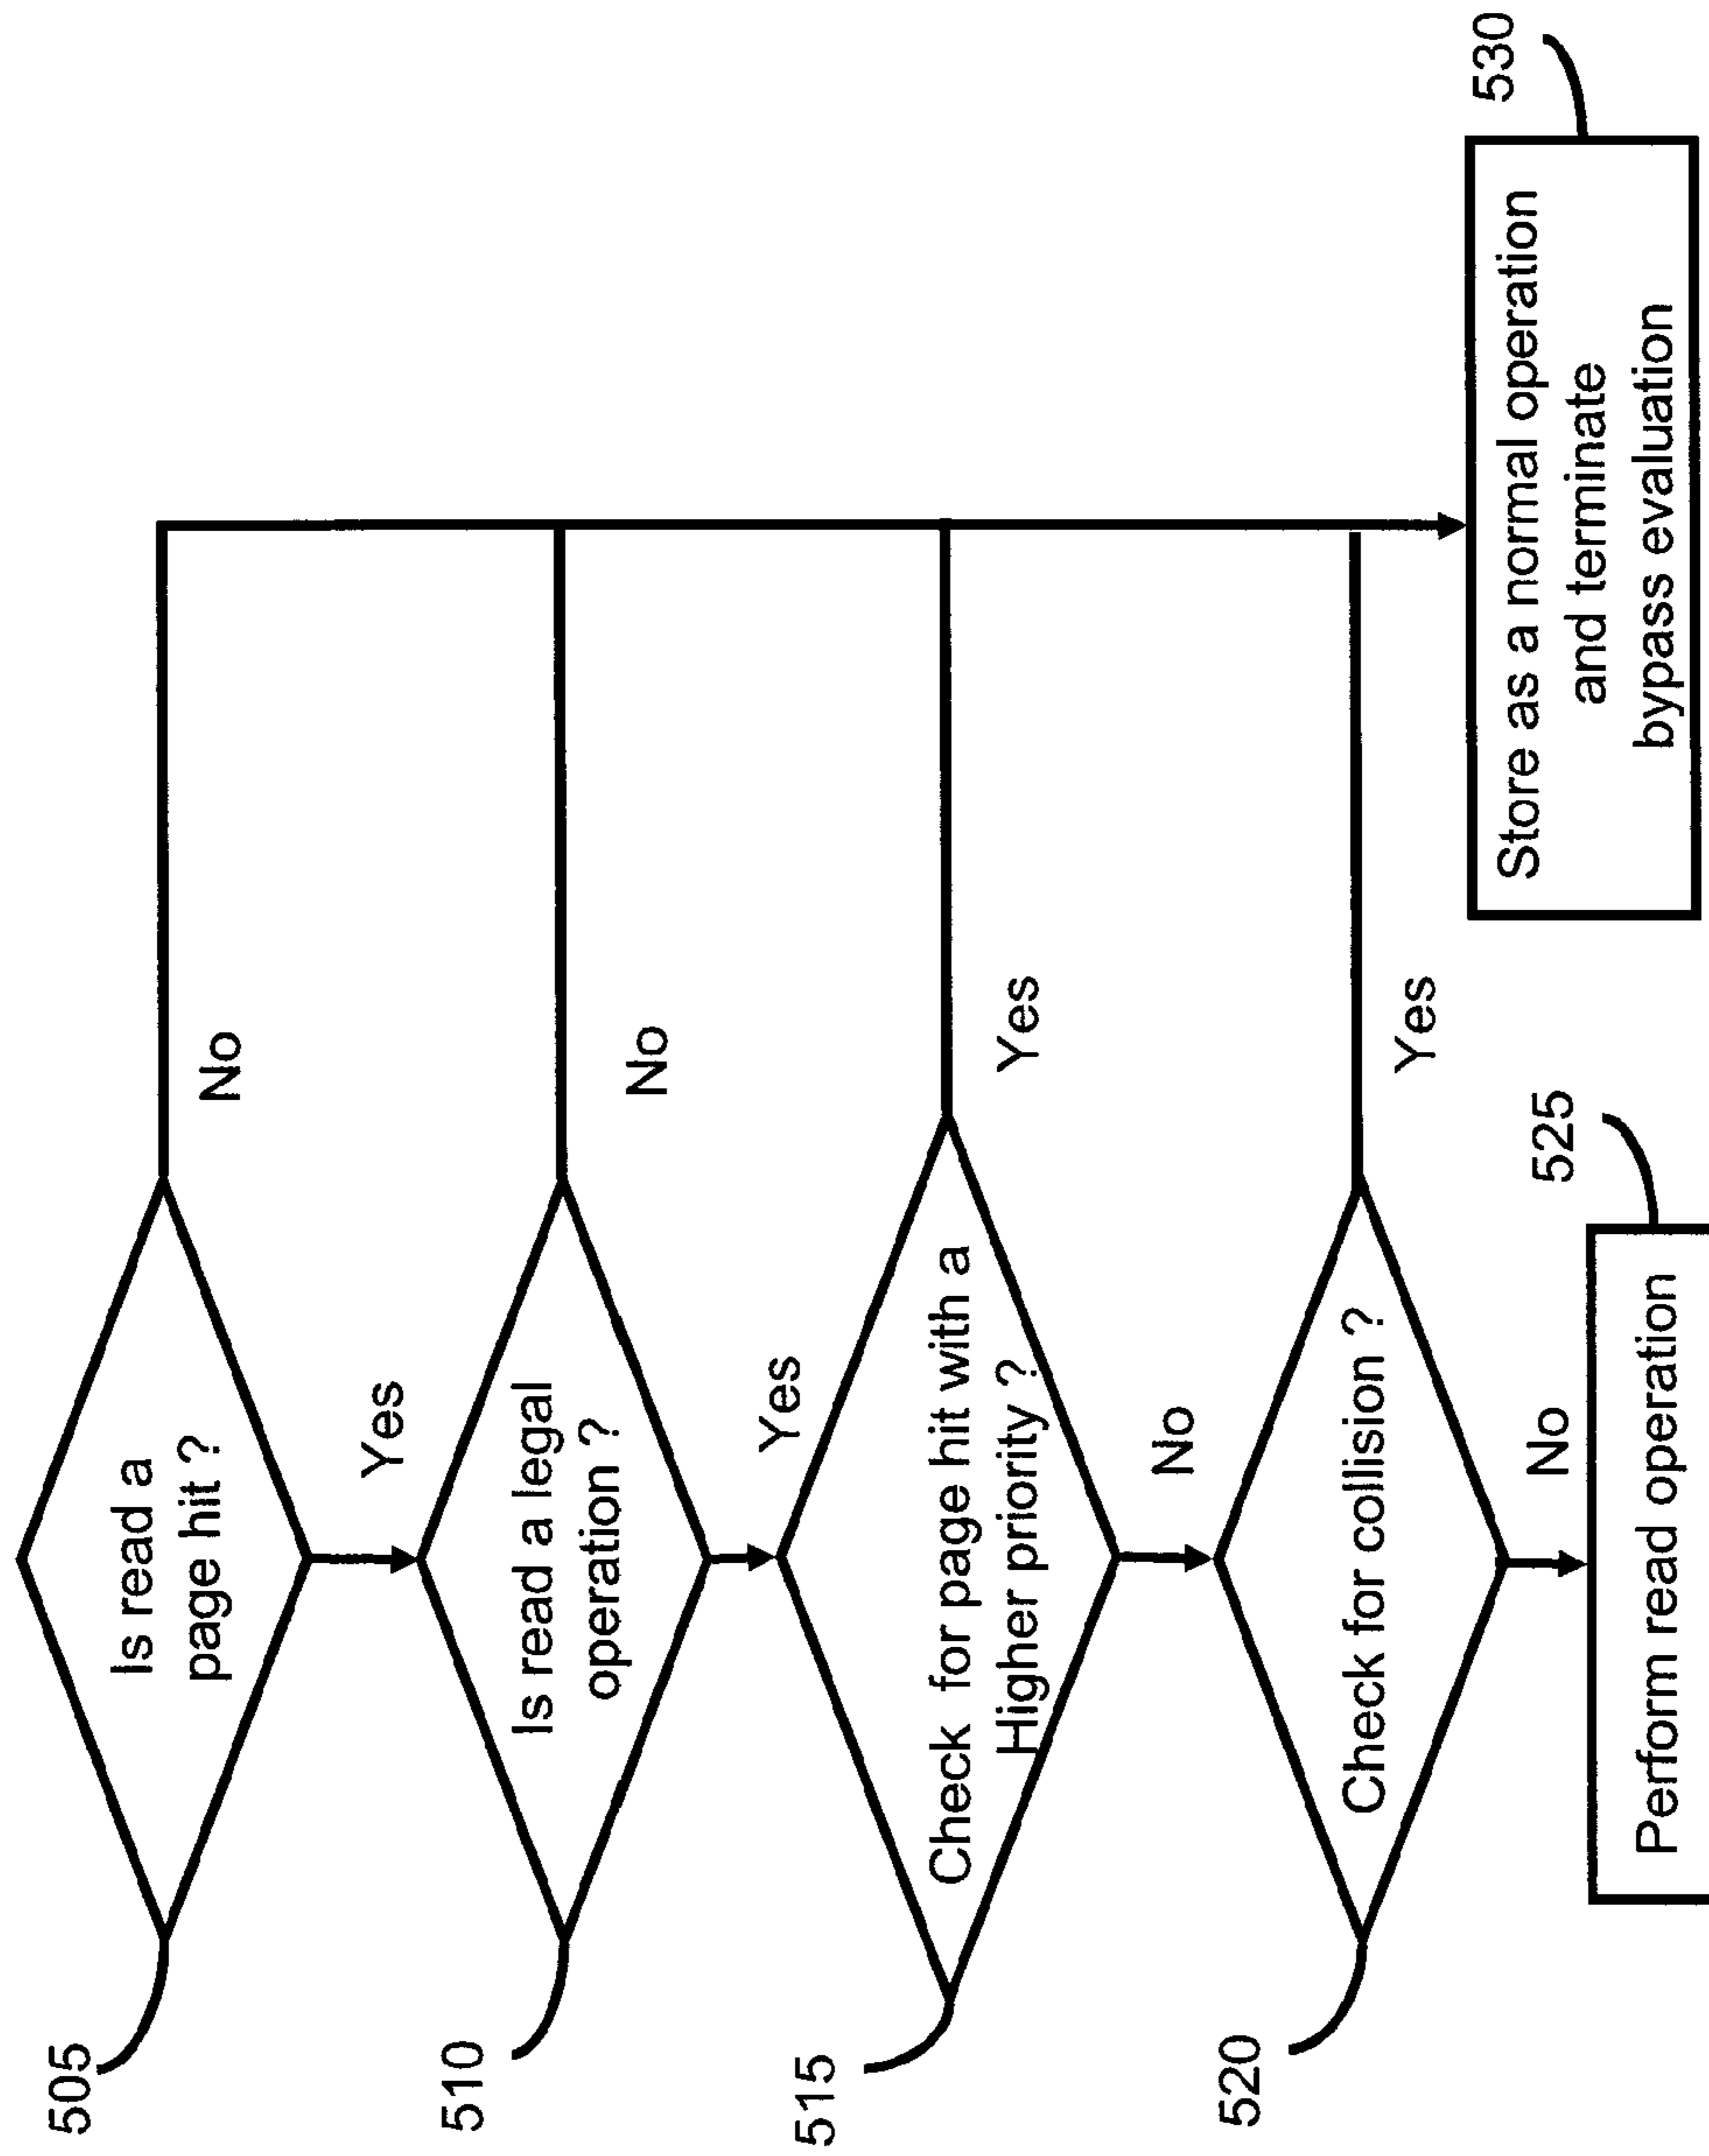 505
Is read a
page hit ?
No
Yes
510
Is read a legal
operation ?
No
Yes
515
Check for page hit with a
Higher priority ?
Yes
No
520
Check for collision ?
Yes
No
525
Perform read operation
530
Store as a normal operation
and terminate
bypass evaluation